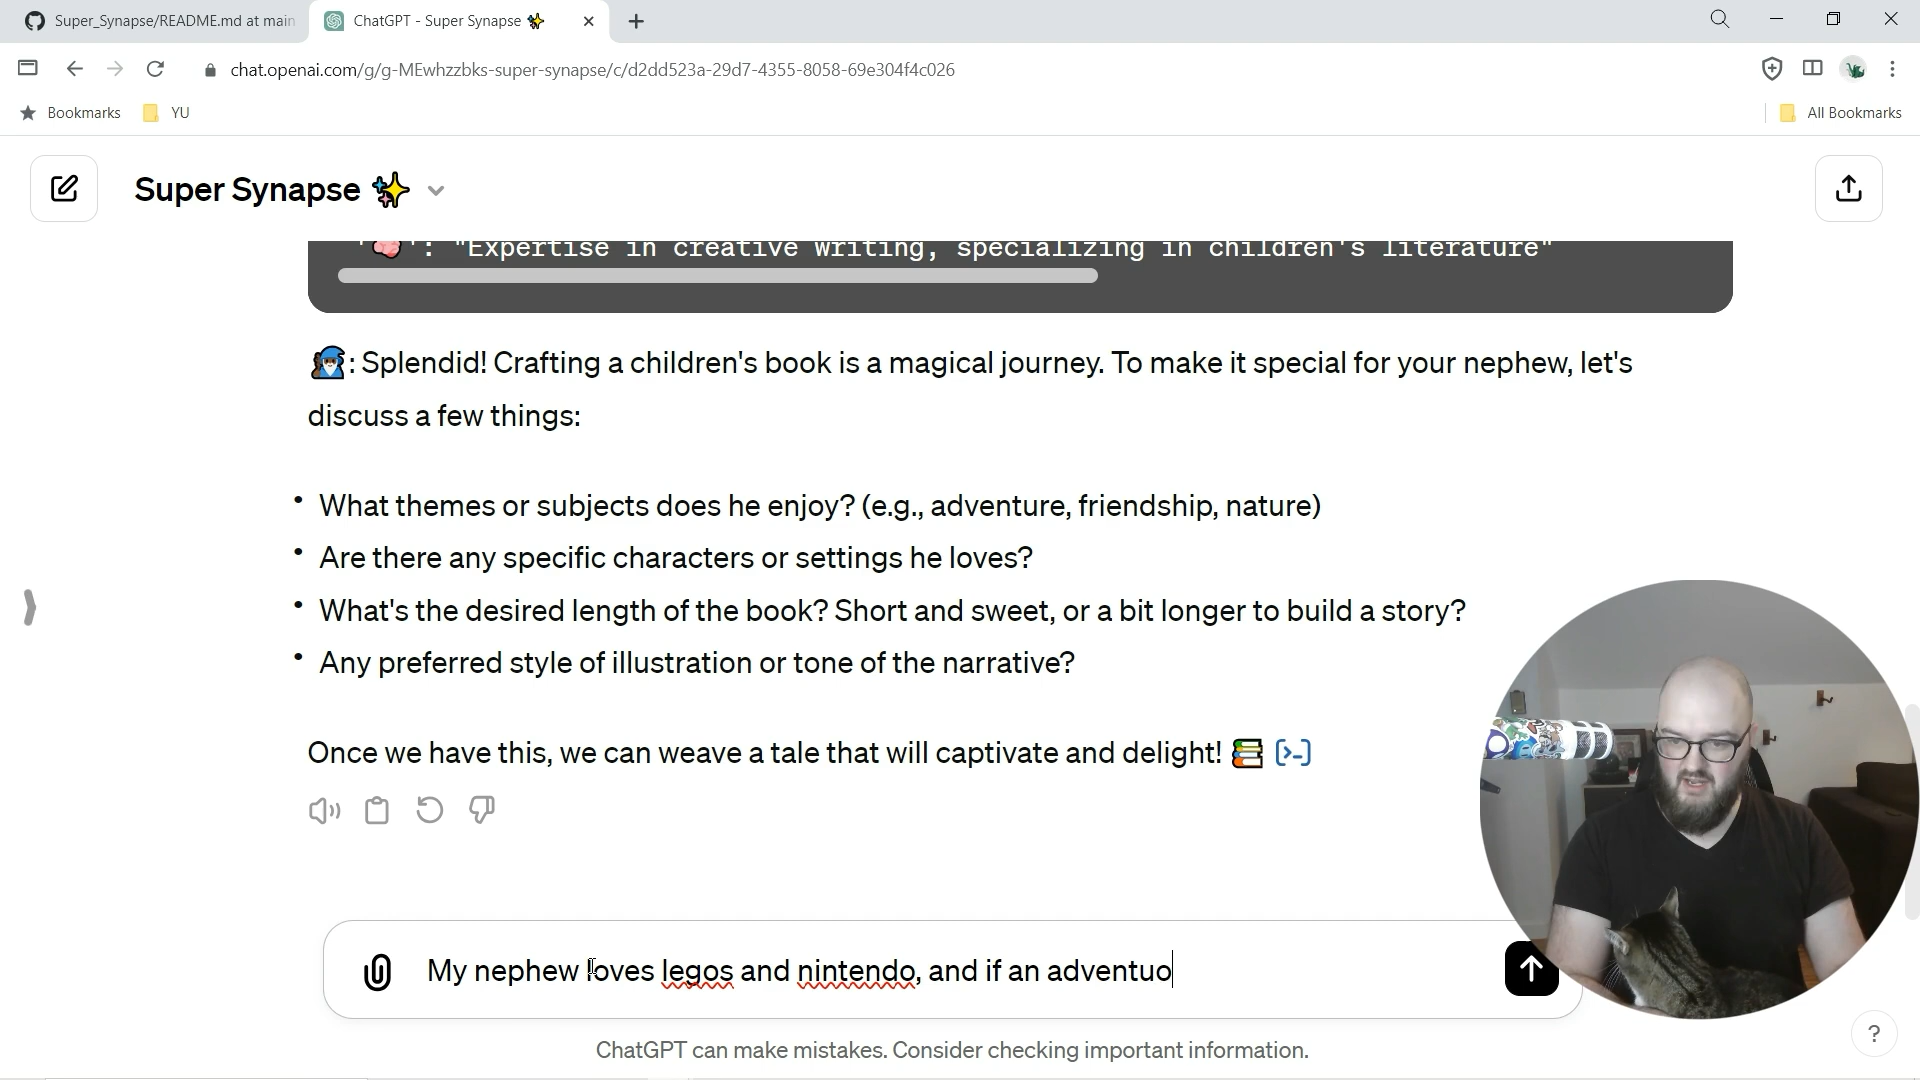 Super_Synapse/README.md at main
ChatGPT - Super Synapse ✨
chat.openai.com/g/g-MEwhzzbks-super-synapse/c/d2dd523a-29d7-4355-8058-69e304f4c026
Bookmarks
YU
All Bookmarks
Super Synapse ✨
'🧠': "Expertise in creative writing, specializing in children's literature"
🧙🏾‍♂️: Splendid! Crafting a children's book is a magical journey. To make it special for your nephew, let's
discuss a few things:
• What themes or subjects does he enjoy? (e.g., adventure, friendship, nature)
• Are there any specific characters or settings he loves?
• What's the desired length of the book? Short and sweet, or a bit longer to build a story?
• Any preferred style of illustration or tone of the narrative?
Once we have this, we can weave a tale that will captivate and delight! 📚 [>-]
My nephew loves legos and nintendo, and if an adventuo
ChatGPT can make mistakes. Consider checking important information.
?